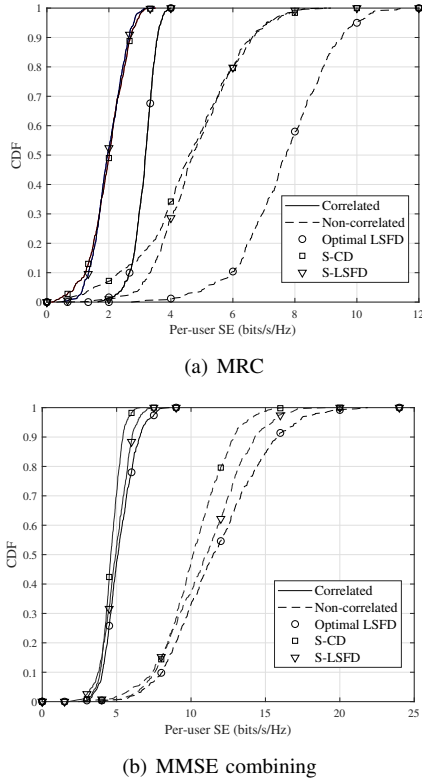 1
0.9
0.8
0.7
0.6
0.5
0.4
0.3
0.2
0.1
0
CDF
Correlated
Non-correlated
Optimal LSFD
S-CD
S-LSFD
0 2 4 6 8 10 12
Per-user SE (bits/s/Hz)
(a) MRC
1
0.9
0.8
0.7
0.6
0.5
0.4
0.3
0.2
0.1
0
CDF
Correlated
Non-correlated
Optimal LSFD
S-CD
S-LSFD
0 5 10 15 20 25
Per-user SE (bits/s/Hz)
(b) MMSE combining